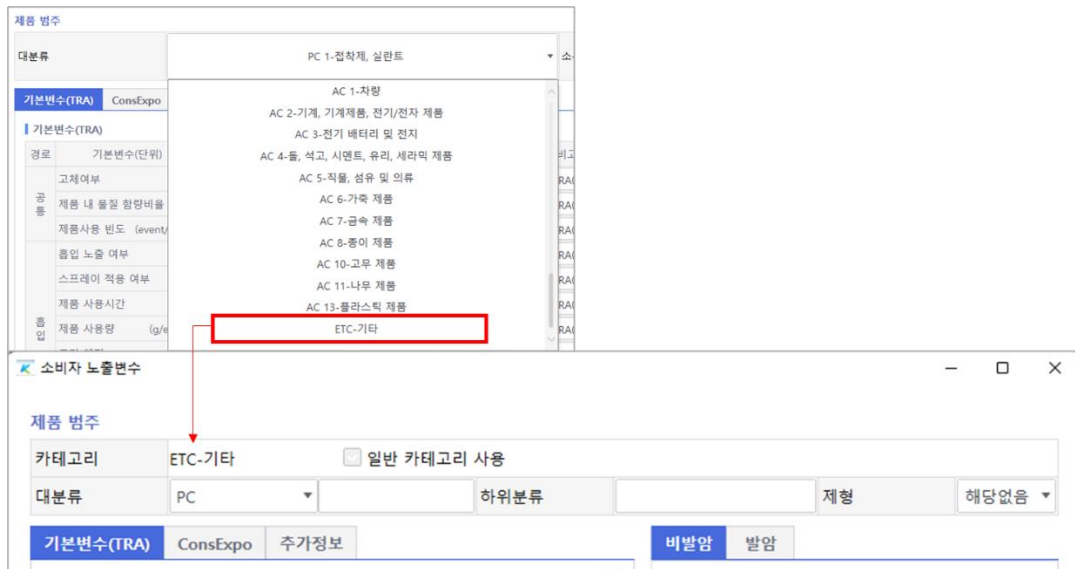 제품 범주
대분류 PC 1-접착제, 실란트
AC 1-차량
기본변수(TRA) ConsExpo
AC 2-기계, 기계제품, 전기/전자 제품
기본변수(TRA)
AC 3-전기 배터리 및 전지
경로 기본변수(단위)
AC 4-돌, 석고, 시멘트, 유리, 세라믹 제품
고체여부
AC 5-직물, 섬유 및 의류
공통
제품 내 물질 함량비율
AC 6-가죽 제품
AC 7-금속 제품
제품사용 빈도 (event/
AC 8-종이 제품
흡입 노출 여부
AC 10-고무 제품
스프레이 적용 여부
AC 11-나무 제품
제품 사용시간
AC 13-플라스틱 제품
흡입
제품 사용량 (g/e
ETC-기타
소비자 노출변수
제품 범주
카테고리 ETC-기타 일반 카테고리 사용
대분류 PC 하위분류 제형 해당없음
기본변수(TRA) ConsExpo 추가정보 비발암 발암